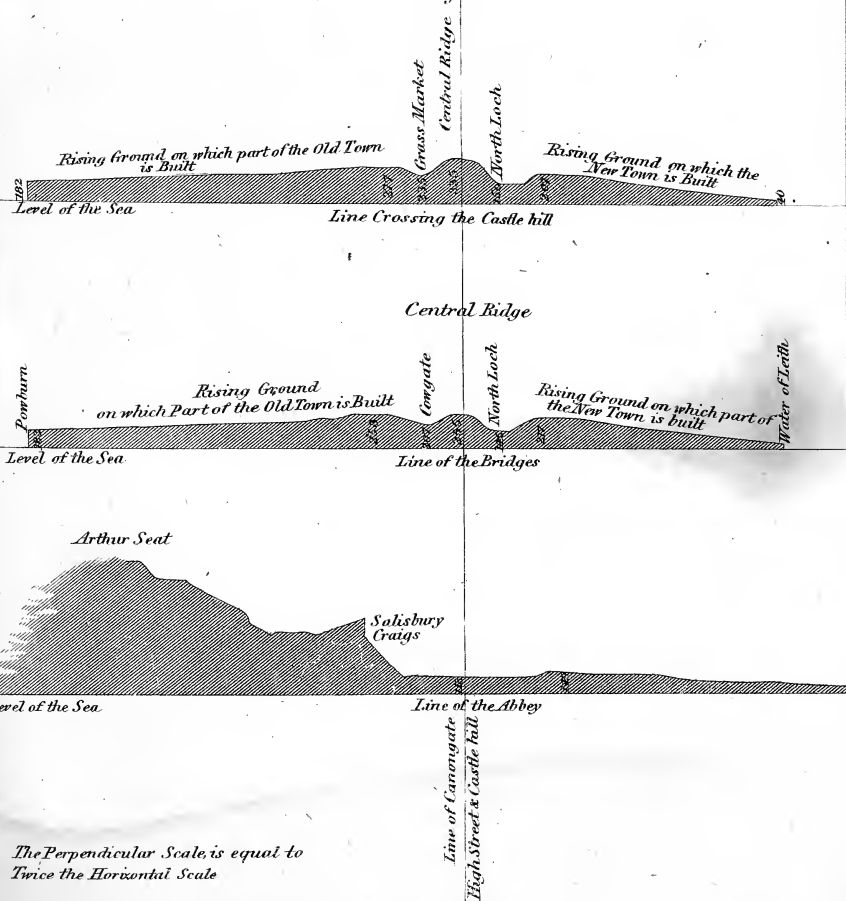 Grass Market
Central Ridge
North Loch
Rising Ground on which part of the Old Town
is Built
Rising Ground on which the
New Town is Built
182
277
207
40
Level of the Sea
Line Crossing the Castle hill
Central Ridge
Powburn
Cowgate
North Loch
Water of Leith
Rising Ground
on which Part of the Old Town is Built
Rising Ground on which part of
the New Town is built
Level of the Sea
Line of the Bridges
Arthur Seat
Salisbury
Craigs
evel of the Sea
Line of the Abbey
Line of Canongate
High Street & Castle hill
The Perpendicular Scale, is equal to
Twice the Horizontal Scale